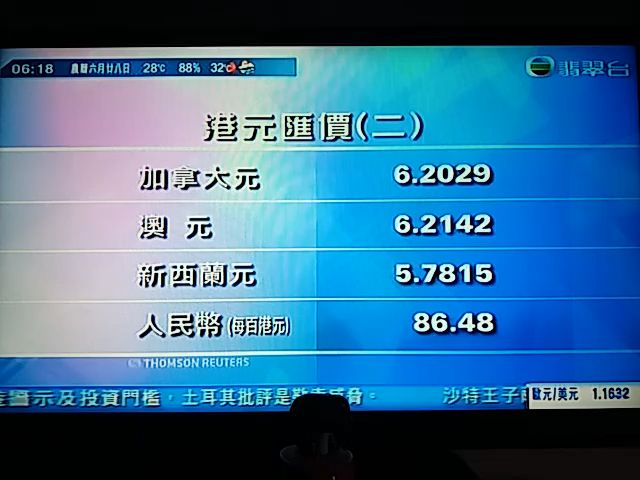 06:18 農曆六月廿八日 28℃ 88% 32℃
翡翠台
港元匯價(二)
加拿大元 6.2029
澳 元 6.2142
新西蘭元 5.7815
人民幣(每百港元) 86.48
THOMSON REUTERS
警示及投資門檻，土耳其批評是
脅。
沙特王子
歐元/美元 1.1632